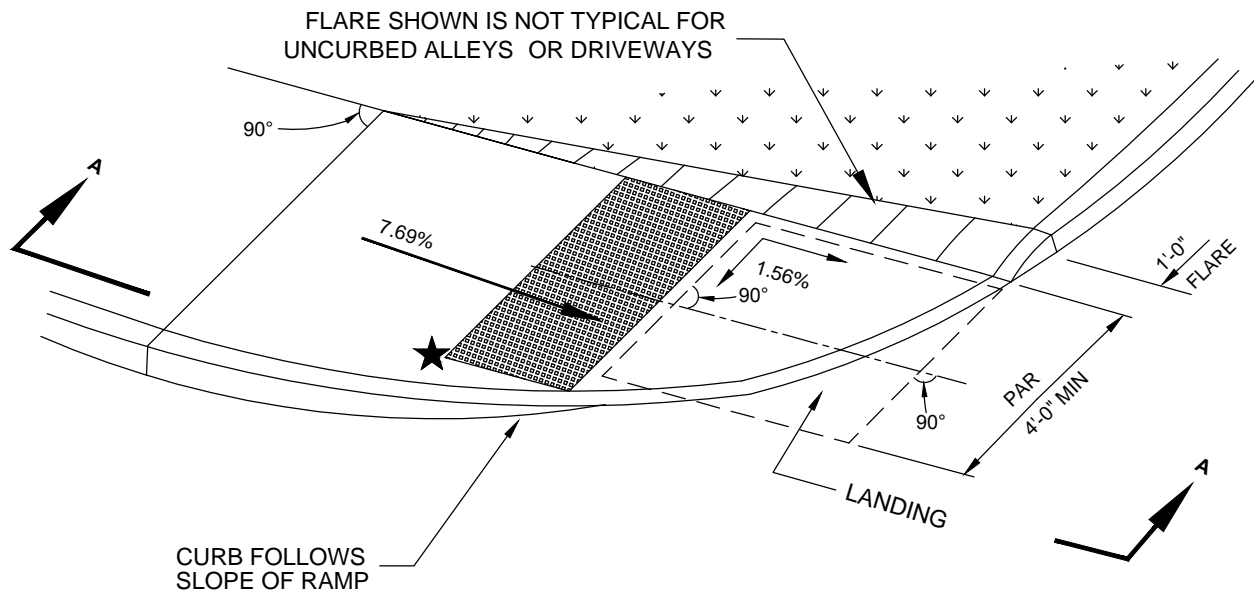 FLARE SHOWN IS NOT TYPICAL FOR
UNCURBED ALLEYS OR DRIVEWAYS
90°
A
7.69%
1.56%
90°
1'-0"
FLARE
PAR
4'-0" MIN
90°
A
LANDING
CURB FOLLOWS
SLOPE OF RAMP